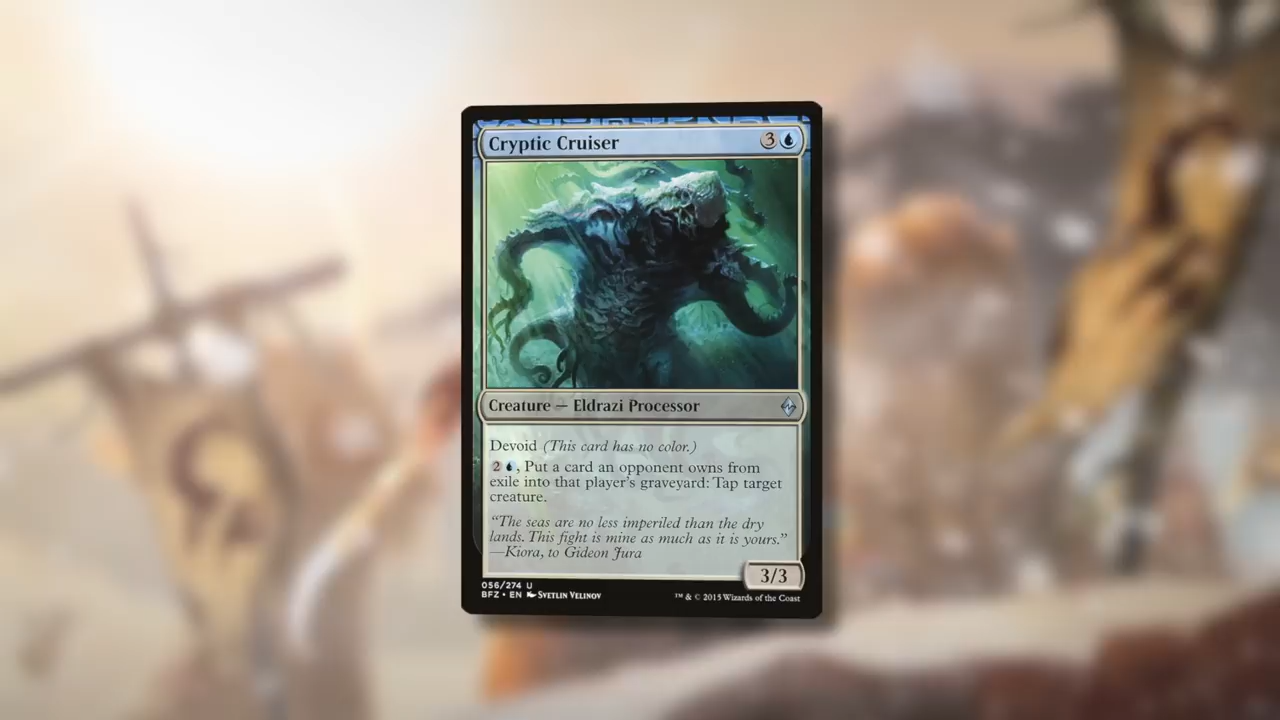 Cryptic Cruiser 3
Creature — Eldrazi Processor
Devoid (This card has no color.)
2, Put a card an opponent owns from
exile into that player's graveyard: Tap target
creature.
“The seas are no less imperiled than the dry
lands. This fight is mine as much as it is yours.”
—Kiora, to Gideon Jura
3/3
056/274 U
BFZ • EN Svetlin Velinov
™ & © 2015 Wizards of the Coast